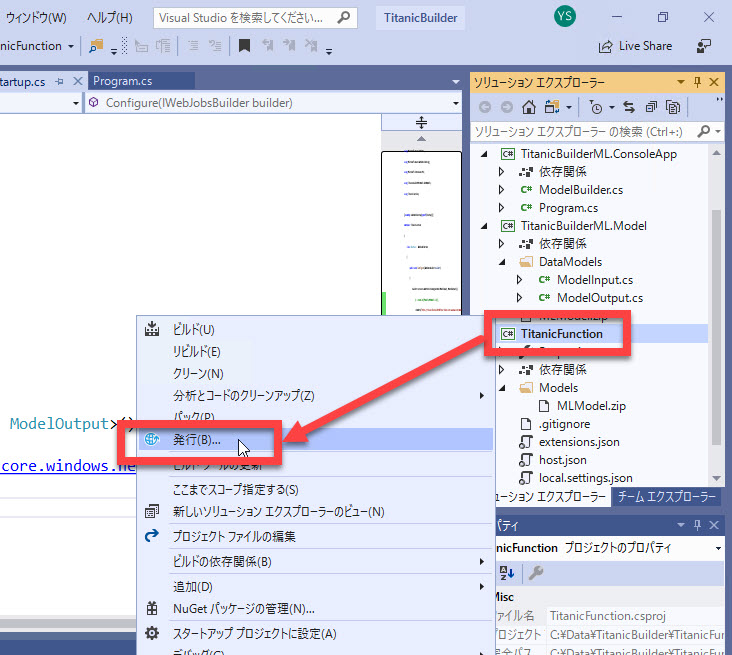 ウィンドウ(W)　ヘルプ(H)　Visual Studio を検索してください...　TitanicBuilder　YS
nicFunction　Live Share
tartup.cs　Program.cs
Configure(IWebJobsBuilder builder)
ModelOutput>()
core.windows.ne
ソリューション エクスプローラー
ソリューション エクスプローラー の検索 (Ctrl+:)
TitanicBuilderML.ConsoleApp
依存関係
ModelBuilder.cs
Program.cs
TitanicBuilderML.Model
依存関係
DataModels
ModelInput.cs
ModelOutput.cs
MLModel.zip
TitanicFunction
依存関係
Models
MLModel.zip
.gitignore
extensions.json
host.json
local.settings.json
ーション エクスプローラー　チーム エクスプローラー
ビルド(U)
リビルド(E)
クリーン(N)
分析とコードのクリーンアップ(Z)
パック(P)
発行(B)...
ビルド ツールの更新
ここまでスコープ指定する(S)
新しいソリューション エクスプローラーのビュー(N)
プロジェクト ファイルの編集
ビルドの依存関係(B)
追加(D)
NuGet パッケージの管理(N)...
スタートアップ プロジェクトに設定(A)
デバッグ(G)
パティ
nicFunction　プロジェクトのプロパティ
Misc
ァイル名　TitanicFunction.csproj
ロジェクト　C:¥Data¥TitanicBuilder¥TitanicFur
完全パス　C:¥Data¥TitanicBuilder¥TitanicFur